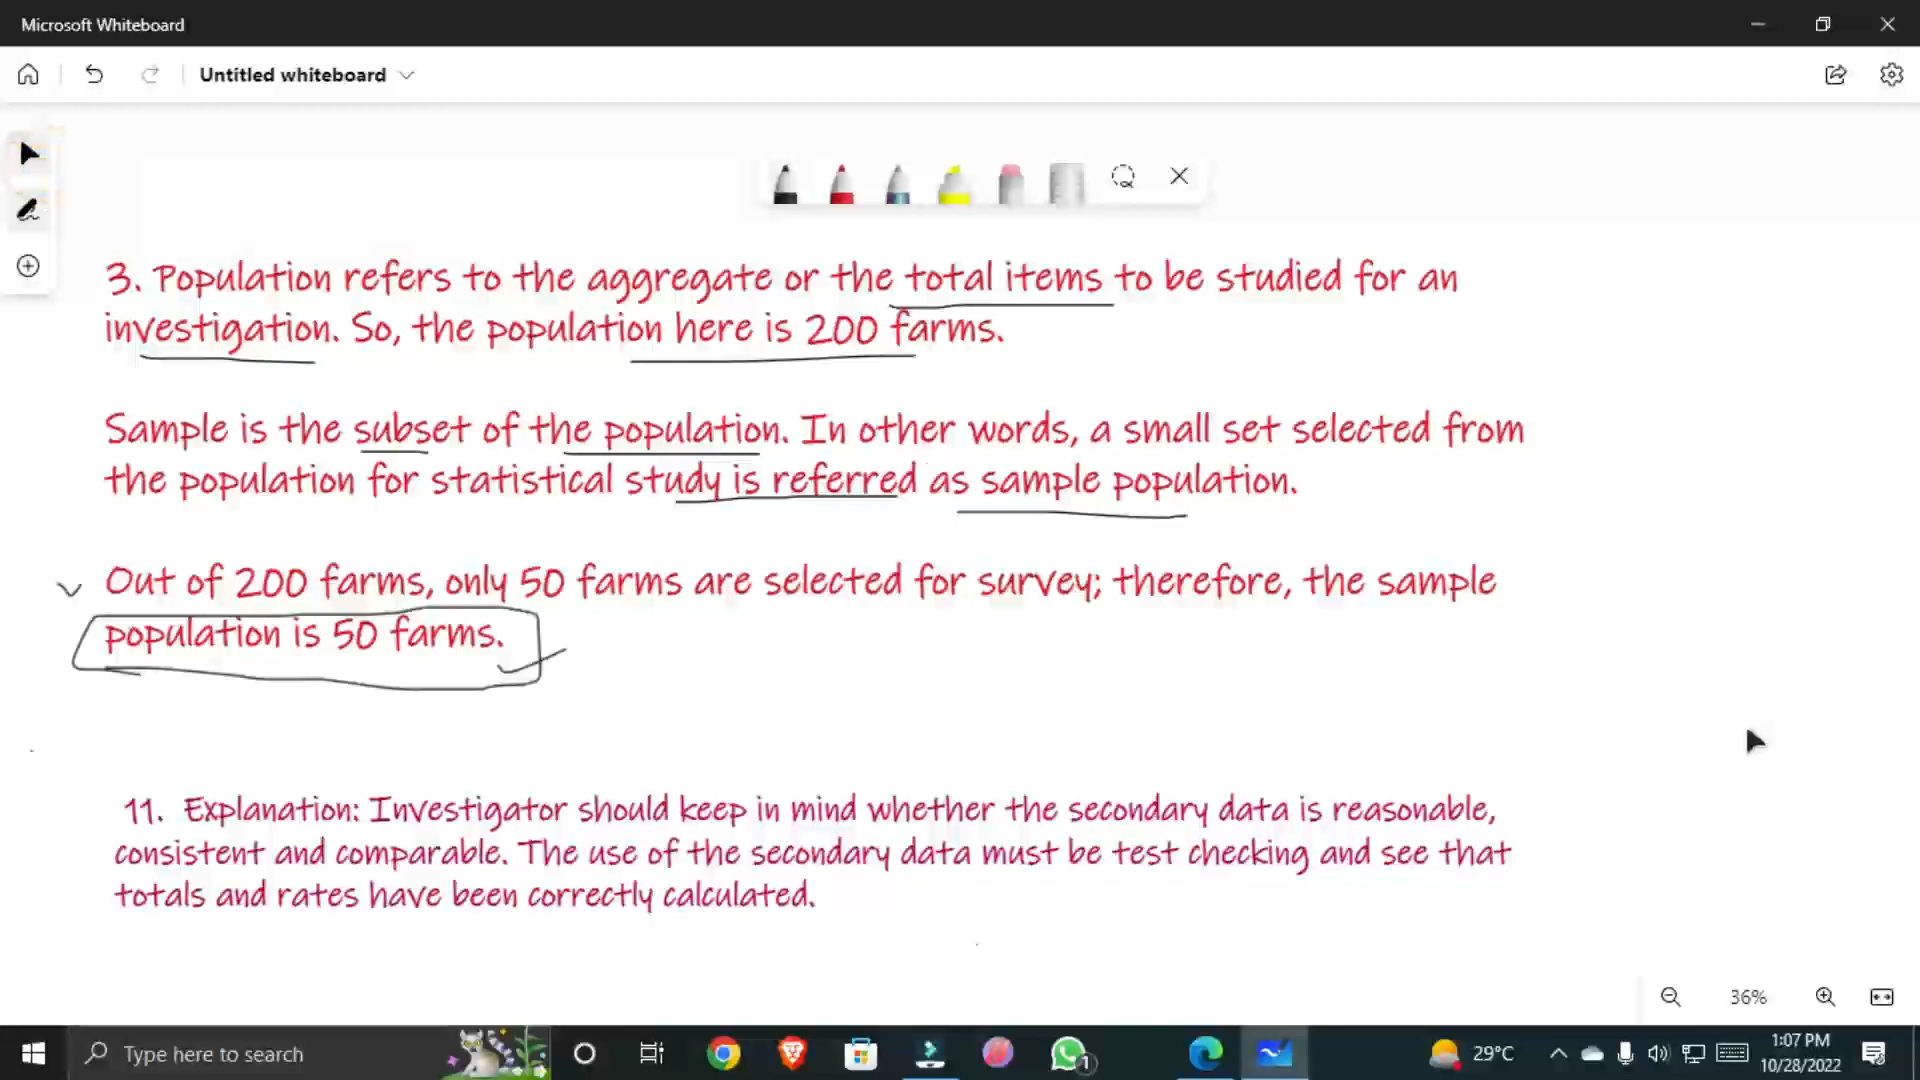 Microsoft Whiteboard
Untitled whiteboard
3. Population refers to the aggregate or the total items to be studied for an
investigation. So, the population here is 200 farms.
Sample is the subset of the population. In other words, a small set selected from
the population for statistical study is referred as sample population.
Out of 200 farms, only 50 farms are selected for survey; therefore, the sample
population is 50 farms.
11. Explanation: Investigator should keep in mind whether the secondary data is reasonable,
consistent and comparable. The use of the secondary data must be test checking and see that
totals and rates have been correctly calculated.
36%
Type here to search
1
29°C
1:07 PM
10/28/2022